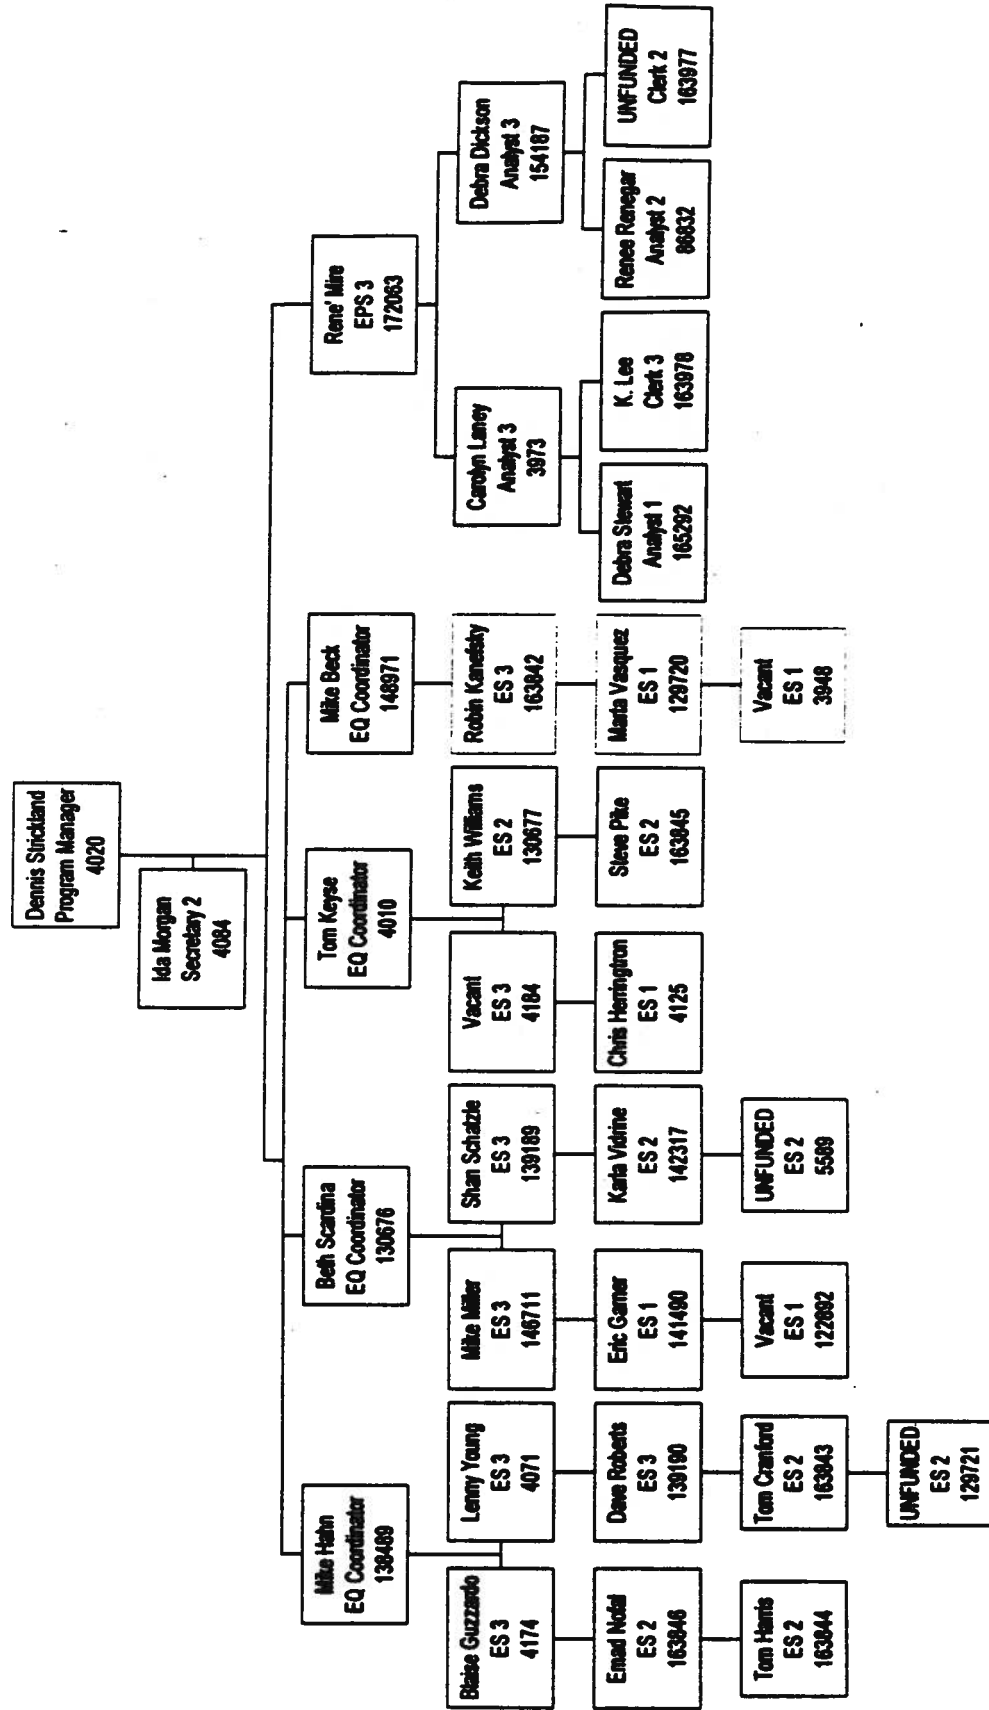 Dennis Strickland
Program Manager
4020
Ida Morgan
Secretary 2
4084
Mike Hahn
EQ Coordinator
138489
Beth Scardina
EQ Coordinator
130676
Tom Keyse
EQ Coordinator
4010
Mike Beck
EQ Coordinator
148971
Rene' Mire
EPS 3
172063
Blaise Guzzardo
ES 3
4174
Lenny Young
ES 3
4071
Mike Miller
ES 3
146711
Shan Schatzle
ES 3
139189
Vacant
ES 3
4184
Keith Williams
ES 2
130677
Robin Kanefsky
ES 3
163842
Carolyn Laney
Analyst 3
3973
Debra Dickson
Analyst 3
154187
Emad Nofal
ES 2
163846
Dave Roberts
ES 3
139190
Eric Garner
ES 1
141490
Karla Vidrine
ES 2
142317
Chris Herringtron
ES 1
4125
Steve Pike
ES 2
163845
Marta Vasquez
ES 1
129720
Debra Stewart
Analyst 1
165292
K. Lee
Clerk 3
163978
Renee Renegar
Analyst 2
86832
UNFUNDED
Clerk 2
163977
Tom Harris
ES 2
163844
Tom Cranford
ES 2
163843
Vacant
ES 1
122892
UNFUNDED
ES 2
5589
Vacant
ES 1
3948
UNFUNDED
ES 2
129721